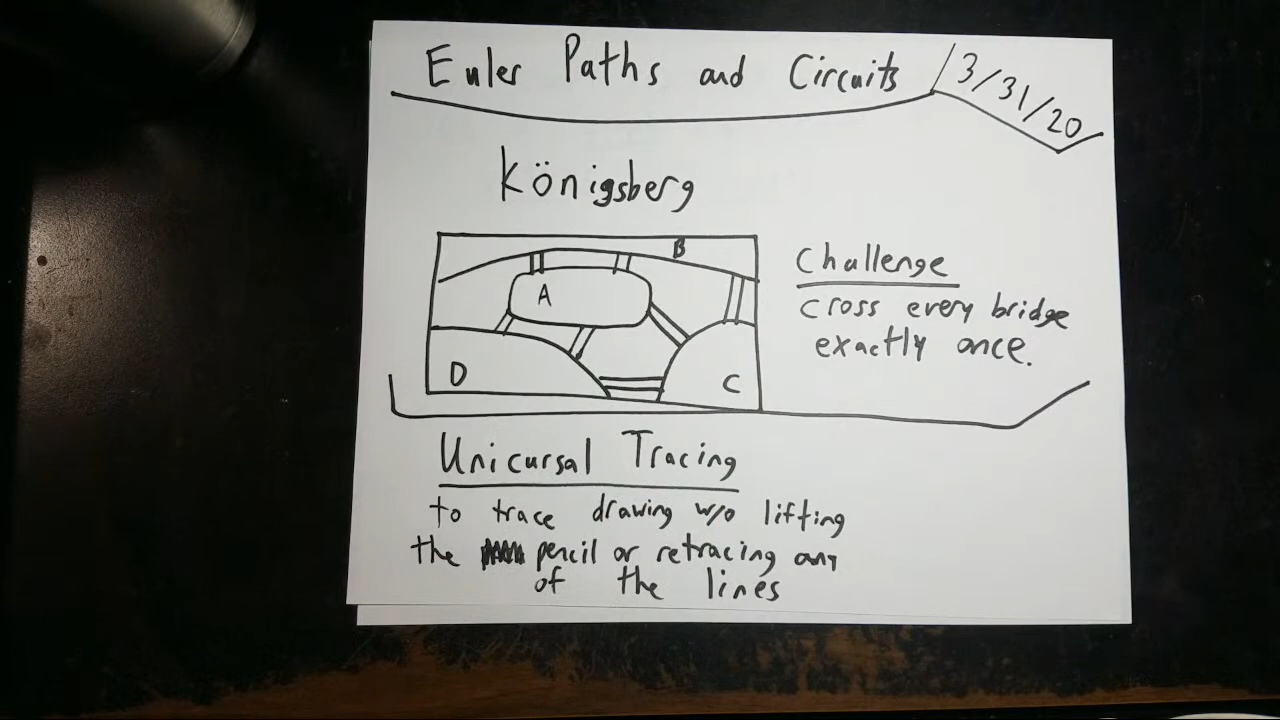 Euler Paths and Circuits
3/31/20
Königsberg
B
A
D
C
Challenge
cross every bridge
exactly once.
Unicursal Tracing
to trace drawing w/o lifting
the pencil or retracing any
of the lines